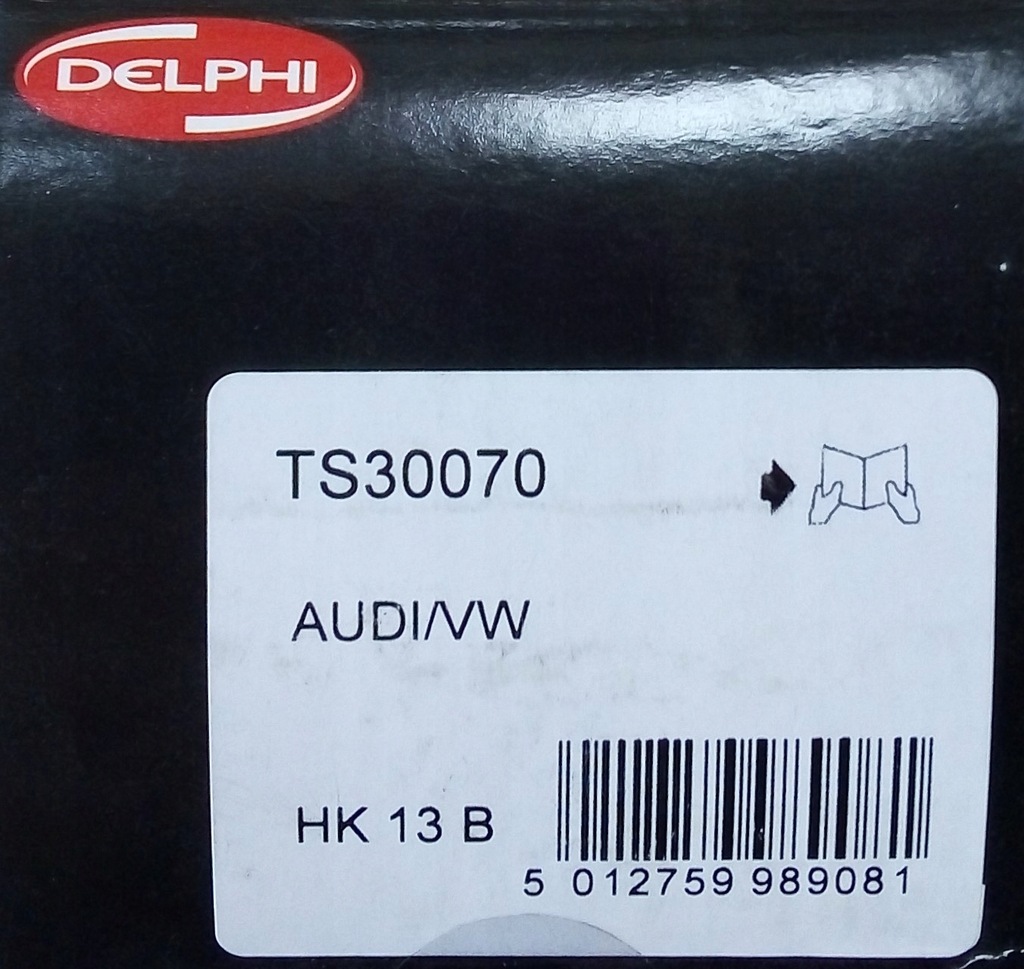 DELPHI
TS30070
AUDI/VW
HK 13 B
5 012759 989081